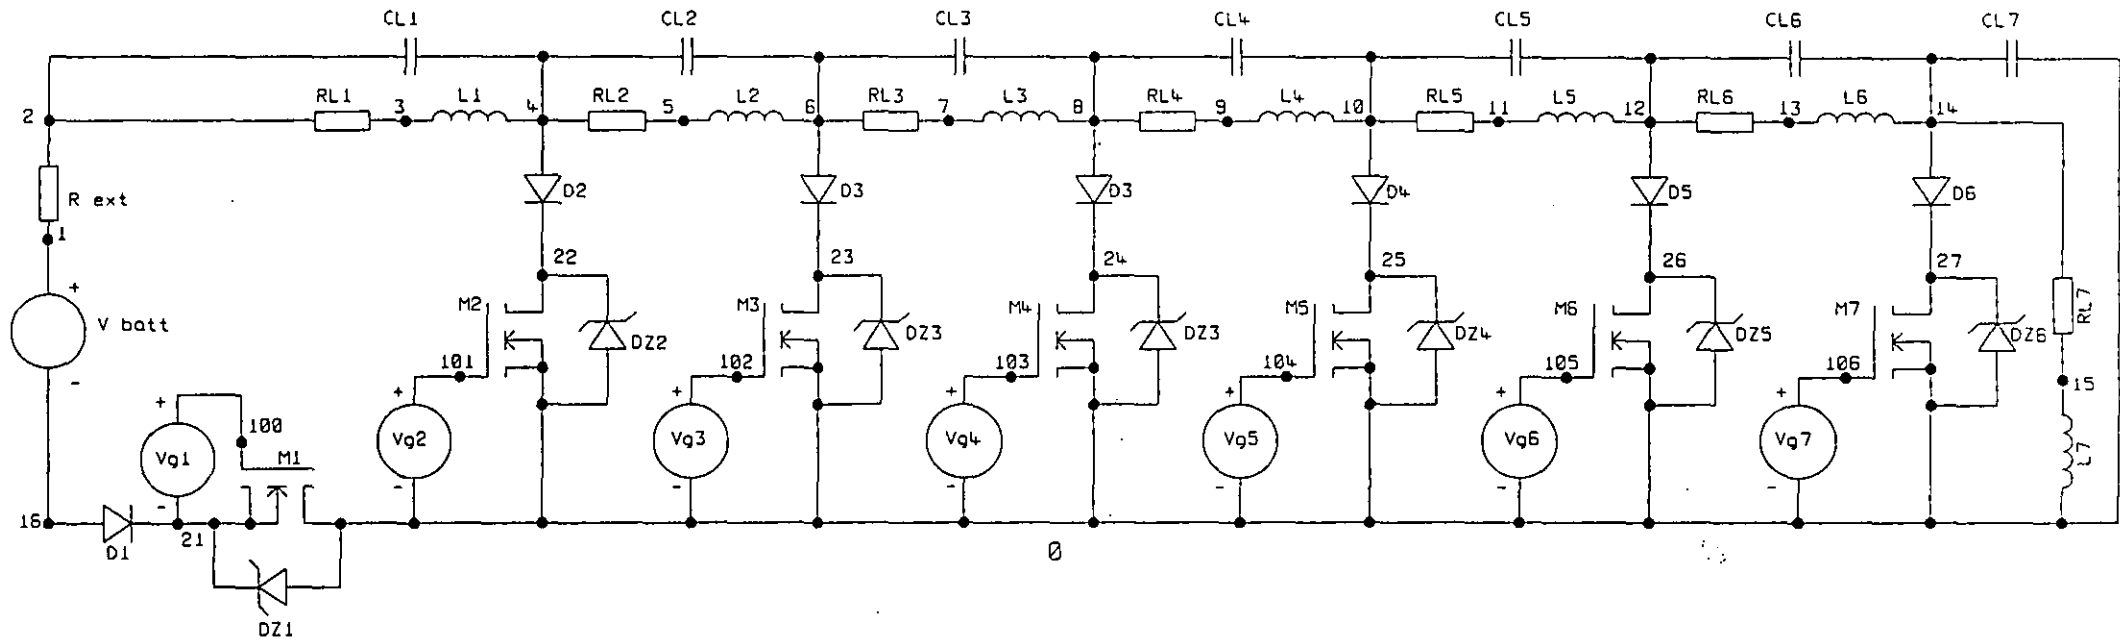 CL1 CL2 CL3 CL4 CL5 CL6 CL7
RL1 3 L1 4 RL2 5 L2 6 RL3 7 L3 8 RL4 9 L4 10 RL5 11 L5 12 RL6 13 L6 14
2
R ext
D2 D3 D3 D4 D5 D6
1
22 23 24 25 26 27
+
V batt
-
M2 M3 M4 M5 M6 M7
RL7
DZ2 DZ3 DZ3 DZ4 DZ5 DZ6
101 102 103 104 105 106
15
+ + + + + + +
100
Vg1 Vg2 Vg3 Vg4 Vg5 Vg6 Vg7
M1
L7
- - - - - - -
16
D1
21
0
DZ1